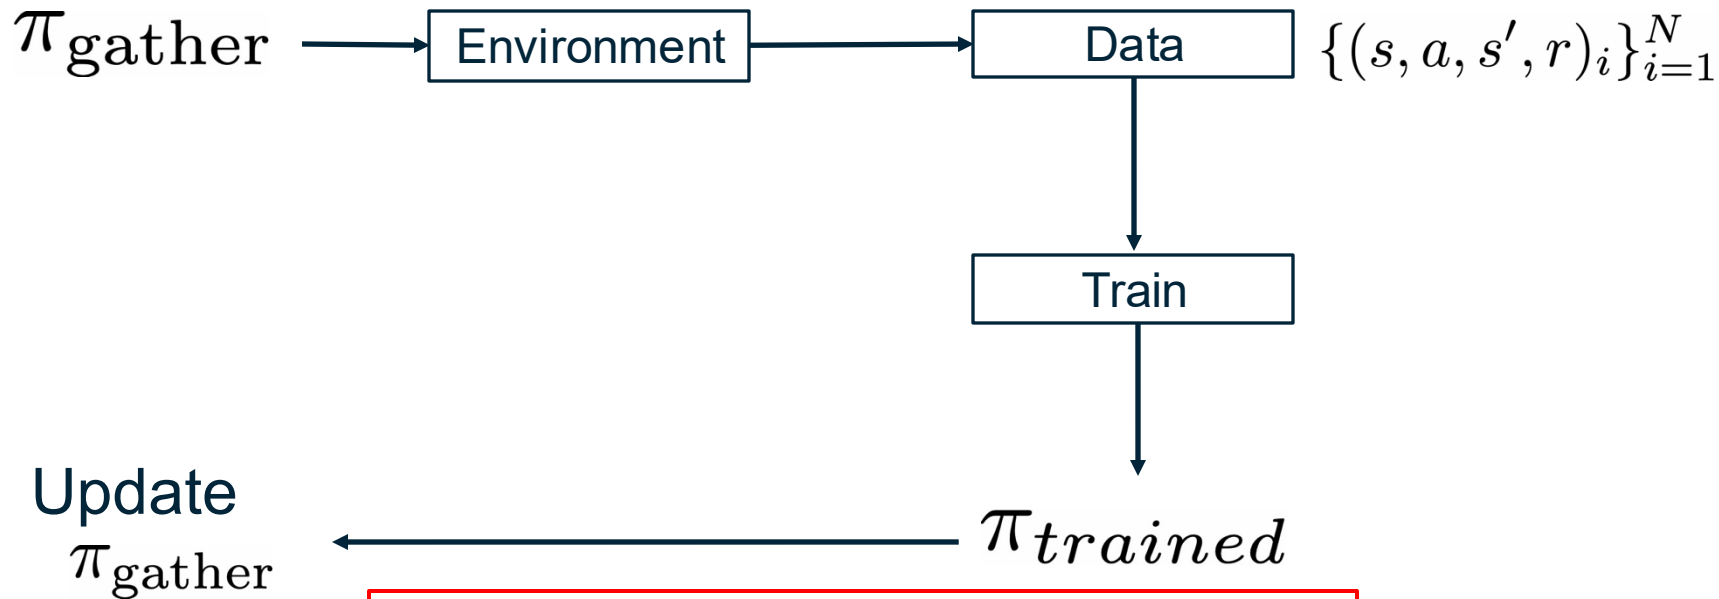 π_gather
Environment
Data
{(s, a, s′, r)_i}_{i=1}^N
Train
Update
π_gather
π_trained